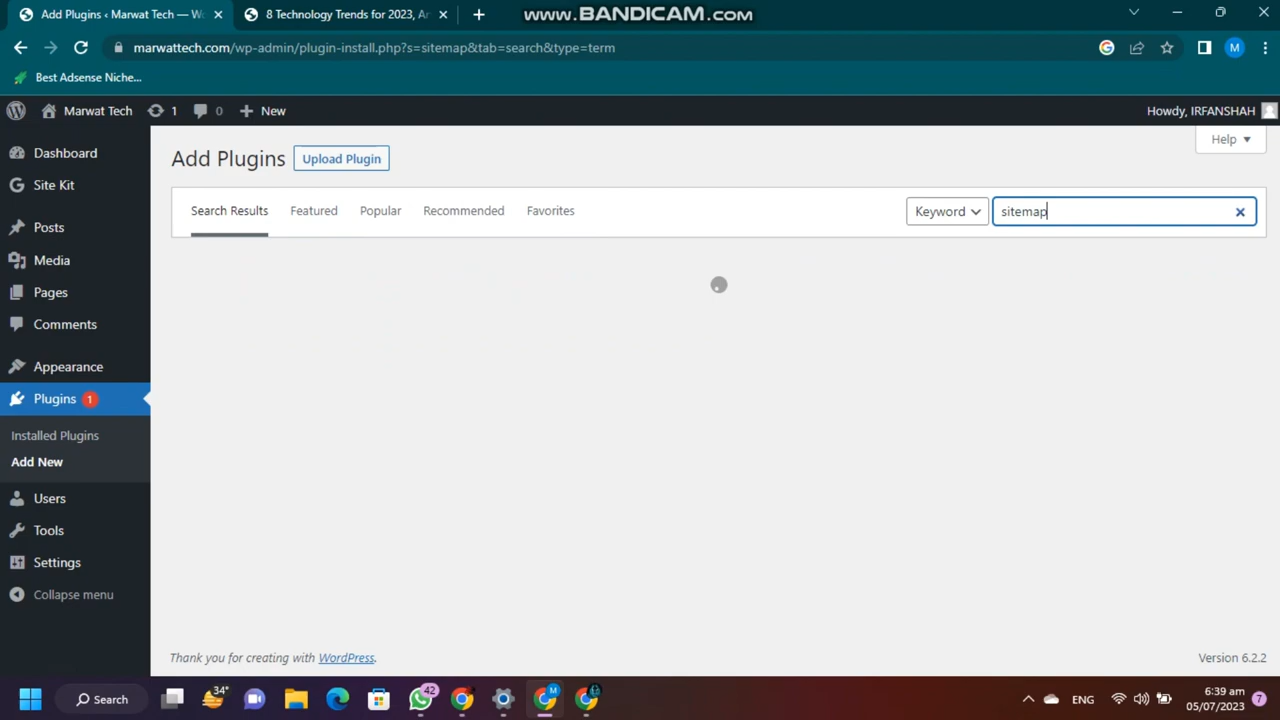 Add Plugins ‹ Marwat Tech — Wo
8 Technology Trends for 2023, Ar
www.BANDICAM.com
marwattech.com/wp-admin/plugin-install.php?s=sitemap&tab=search&type=term
M
Best Adsense Niche...
Marwat Tech
1
0
New
Howdy, IRFANSHAH
Dashboard
Site Kit
Posts
Media
Pages
Comments
Appearance
Plugins 1
Installed Plugins
Add New
Users
Tools
Settings
Collapse menu
Add Plugins
Upload Plugin
Help
Search Results
Featured
Popular
Recommended
Favorites
Keyword
sitemap
Thank you for creating with WordPress.
Version 6.2.2
Search
34°
42
M
ENG
6:39 am
05/07/2023
7